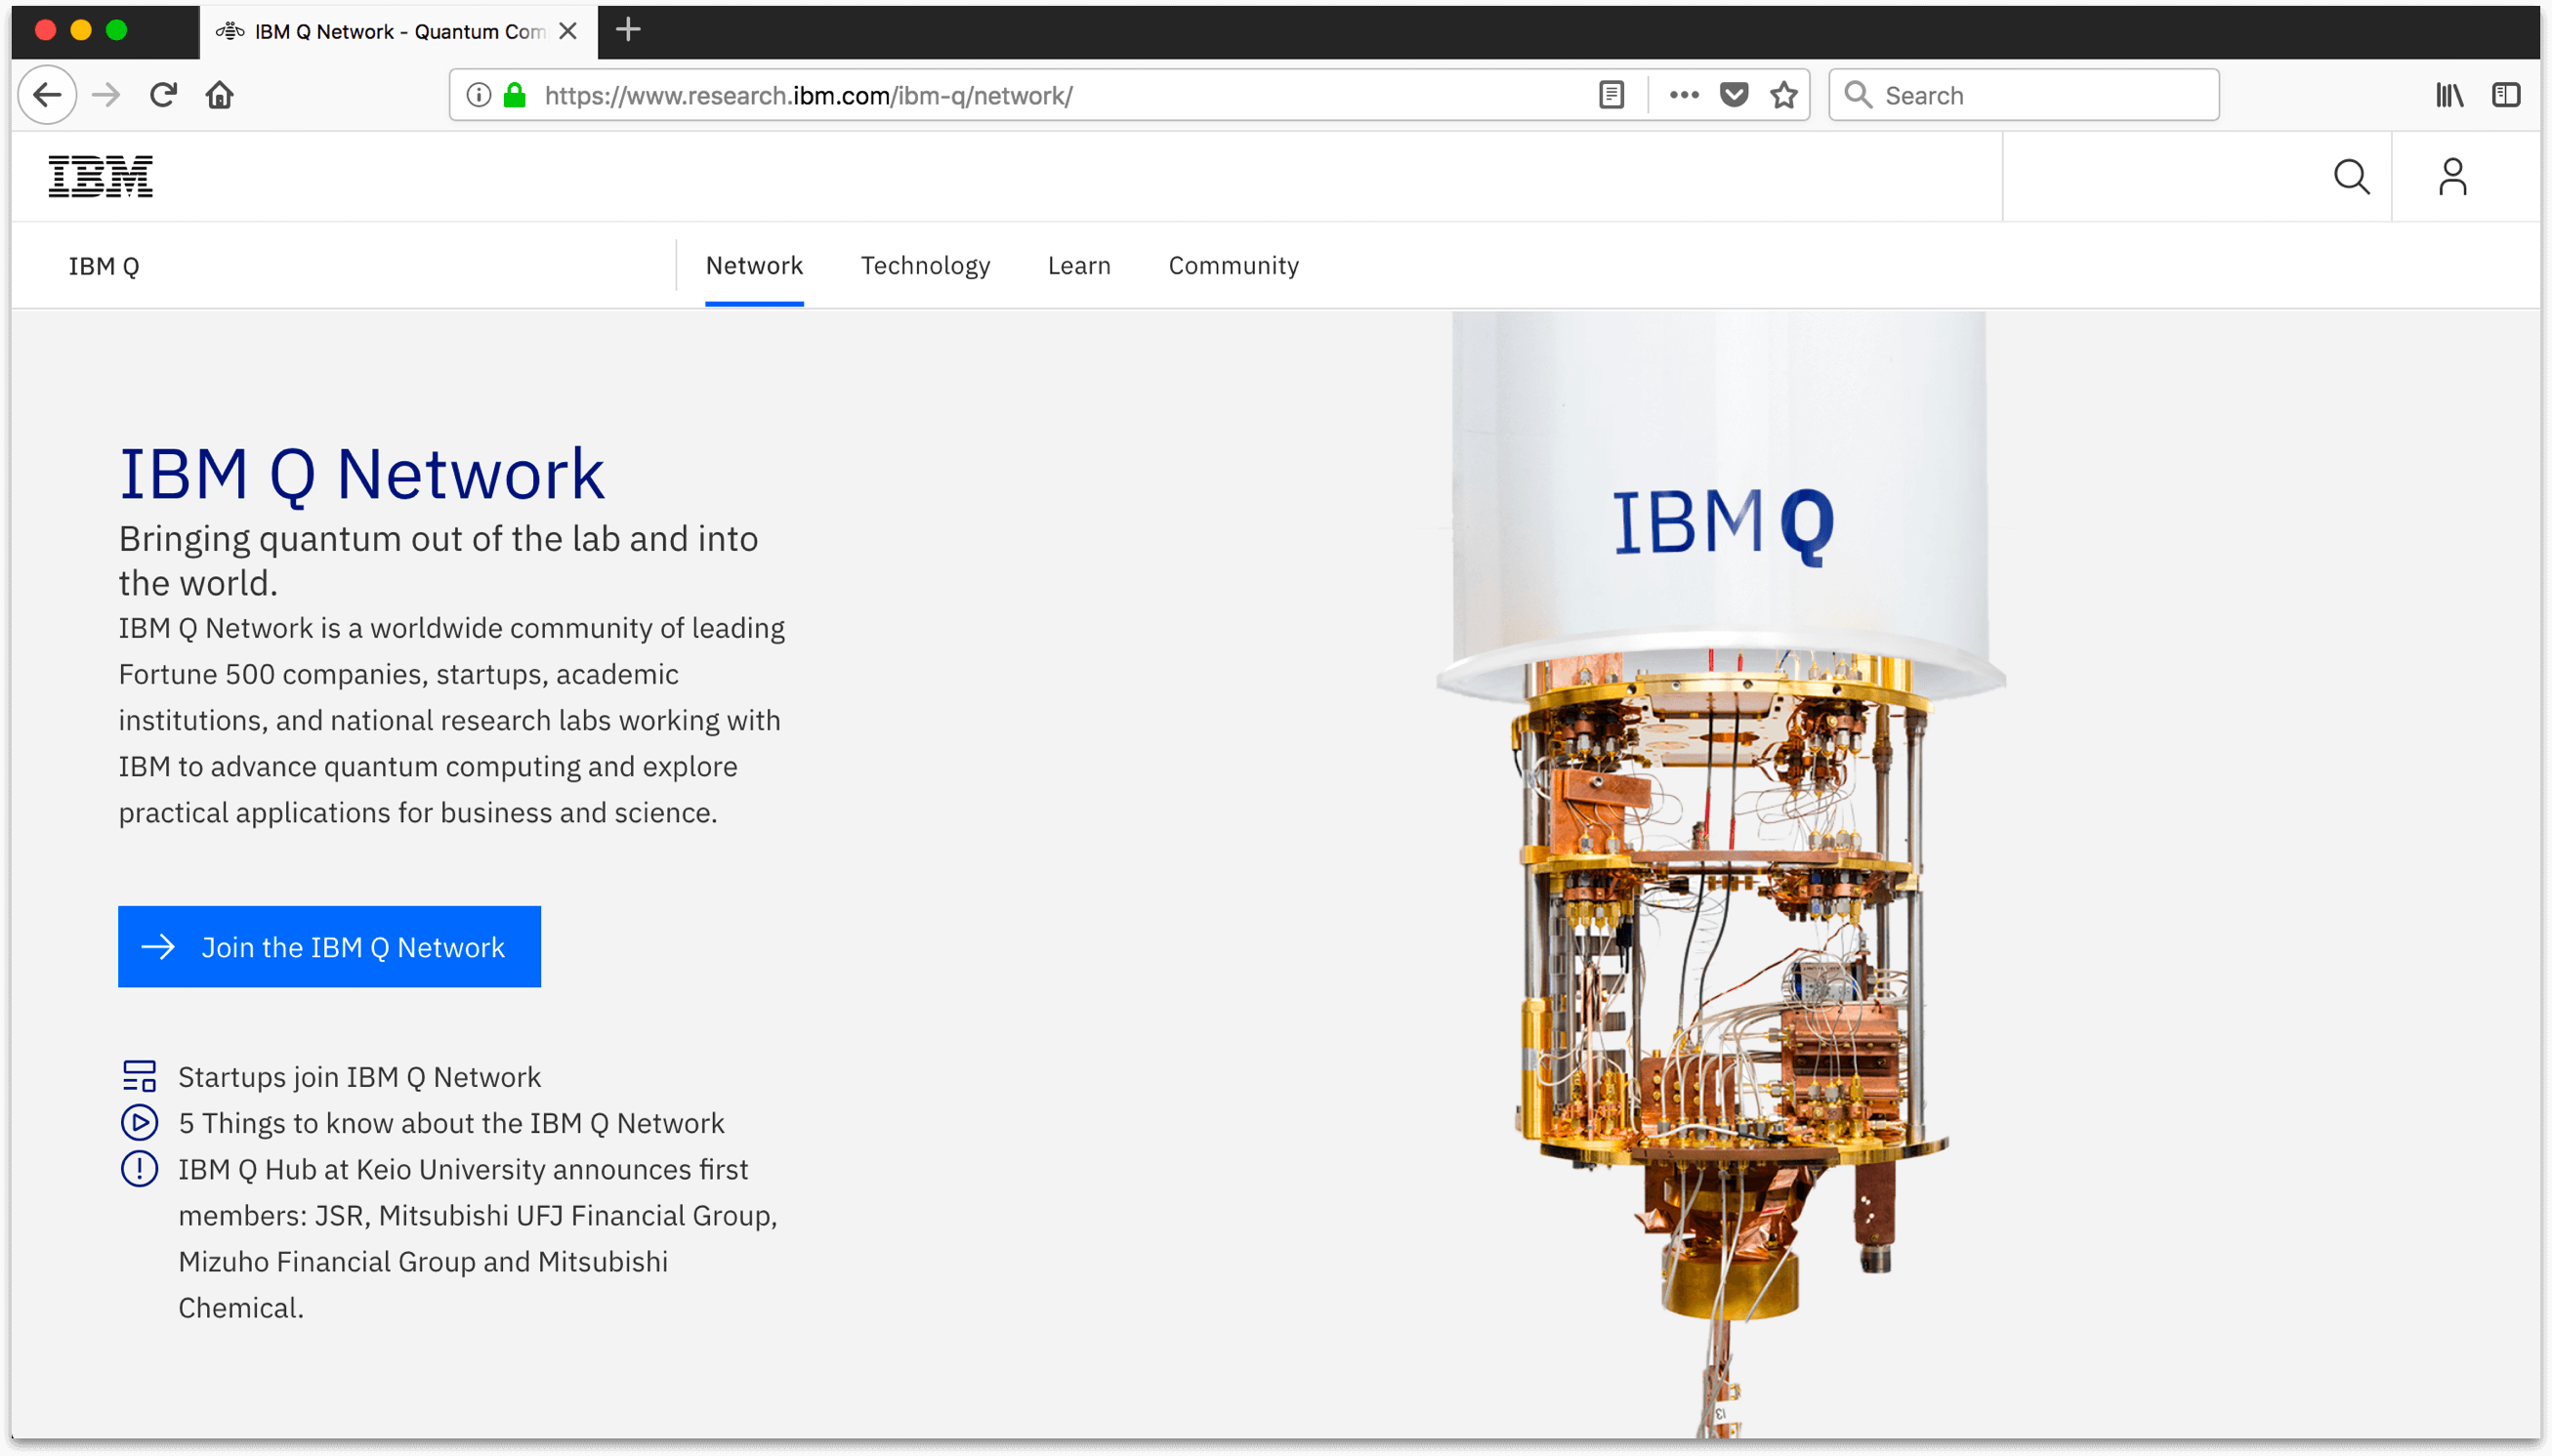 IBM Q Network - Quantum Com
https://www.research.ibm.com/ibm-q/network/
Search
IBM
IBM Q
Network
Technology
Learn
Community
IBM Q Network
Bringing quantum out of the lab and into
the world.
IBM Q Network is a worldwide community of leading
Fortune 500 companies, startups, academic
institutions, and national research labs working with
IBM to advance quantum computing and explore
practical applications for business and science.
Join the IBM Q Network
Startups join IBM Q Network
5 Things to know about the IBM Q Network
IBM Q Hub at Keio University announces first
members: JSR, Mitsubishi UFJ Financial Group,
Mizuho Financial Group and Mitsubishi
Chemical.
IBM Q